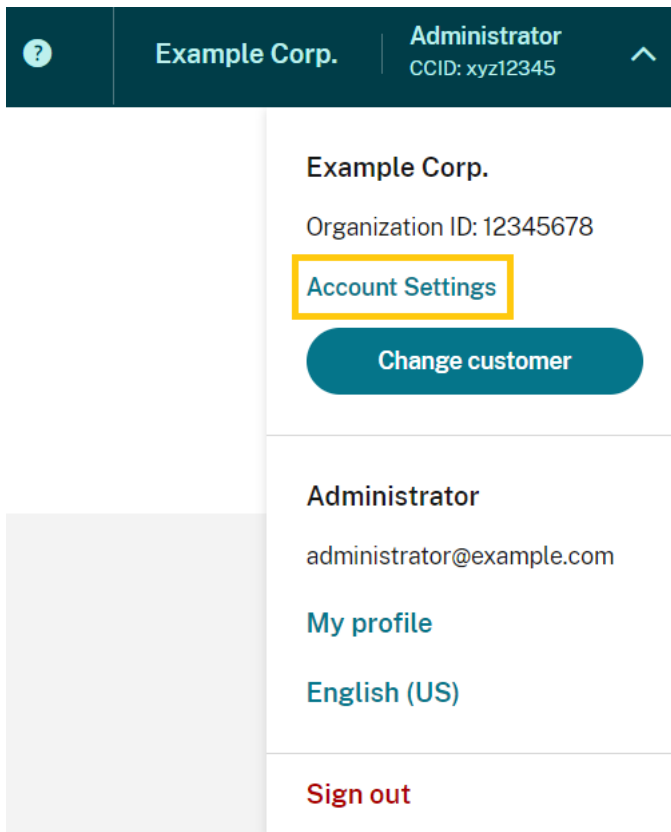 ?
Example Corp.
Administrator
CCID: xyz12345
Example Corp.
Organization ID: 12345678
Account Settings
Change customer
Administrator
administrator@example.com
My profile
English (US)
Sign out